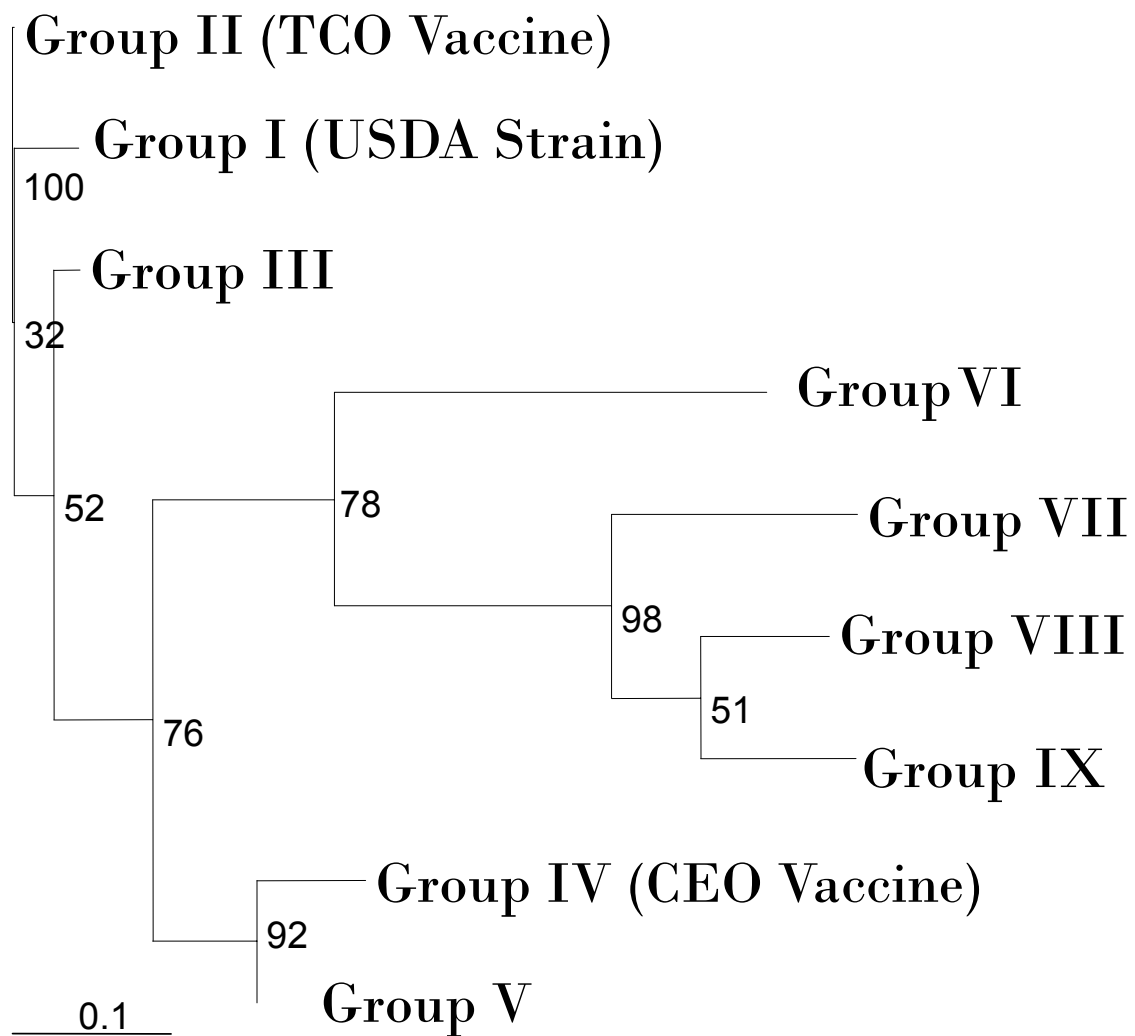 Group II (TCO Vaccine)
Group I (USDA Strain)
100
Group III
32
Group VI
78
52
Group VII
98
Group VIII
51
76
Group IX
Group IV (CEO Vaccine)
92
Group V
0.1